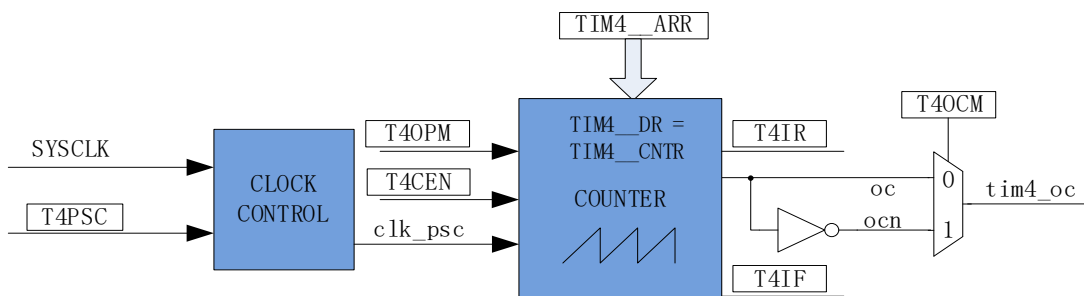 TIM4__ARR
T4OCM
T4OPM
TIM4__DR =
TIM4__CNTR
T4IR
SYSCLK
CLOCK
CONTROL
T4CEN
COUNTER
oc
0
tim4_oc
T4PSC
clk_psc
ocn
1
T4IF